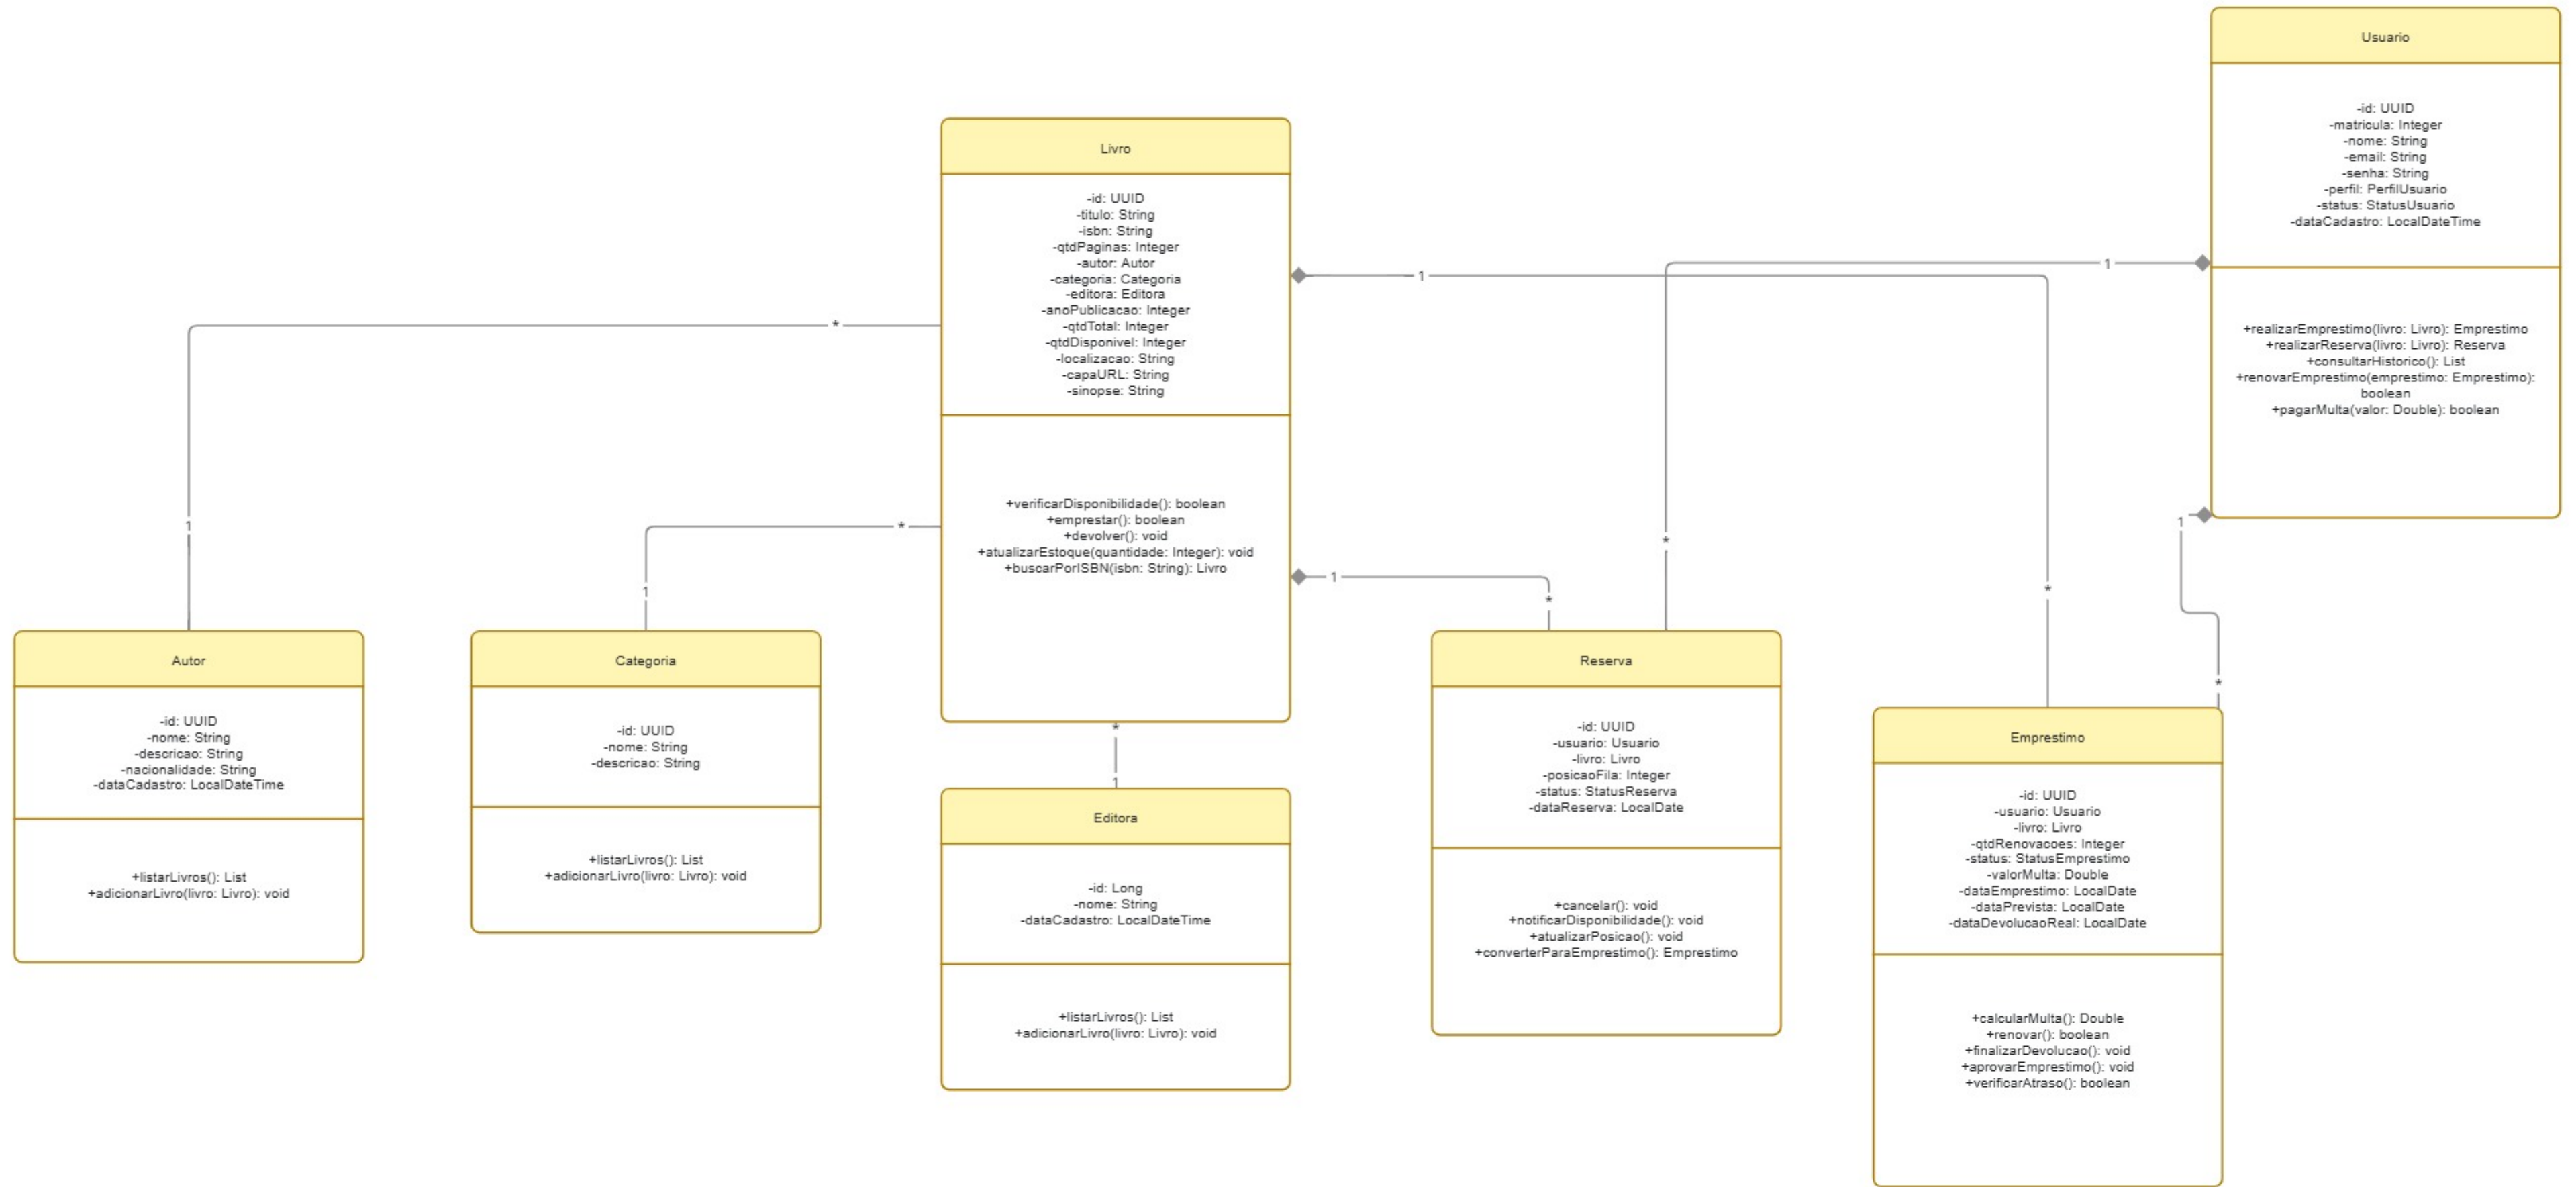 Usuario
-id: UUID
-matricula: Integer
-nome: String
-email: String
-senha: String
-perfil: PerfilUsuario
-status: StatusUsuario
-dataCadastro: LocalDateTime
+realizarEmprestimo(livro: Livro): Emprestimo
+realizarReserva(livro: Livro): Reserva
+consultarHistorico(): List
+renovarEmprestimo(emprestimo: Emprestimo):
boolean
+pagarMulta(valor: Double): boolean
Livro
-id: UUID
-titulo: String
-isbn: String
-qtdPaginas: Integer
-autor: Autor
-categoria: Categoria
-editora: Editora
-anoPublicacao: Integer
-qtdTotal: Integer
-qtdDisponivel: Integer
-localizacao: String
-capaURL: String
-sinopse: String
+verificarDisponibilidade(): boolean
+emprestar(): boolean
+devolver(): void
+atualizarEstoque(quantidade: Integer): void
+buscarPorISBN(isbn: String): Livro
*
1
*
1
*
1
1
*
1
*
1
*
1
*
Autor
-id: UUID
-nome: String
-descricao: String
-nacionalidade: String
-dataCadastro: LocalDateTime
+listarLivros(): List
+adicionarLivro(livro: Livro): void
Categoria
-id: UUID
-nome: String
-descricao: String
+listarLivros(): List
+adicionarLivro(livro: Livro): void
Editora
-id: Long
-nome: String
-dataCadastro: LocalDateTime
+listarLivros(): List
+adicionarLivro(livro: Livro): void
Reserva
-id: UUID
-usuario: Usuario
-livro: Livro
-posicaoFila: Integer
-status: StatusReserva
-dataReserva: LocalDate
+cancelar(): void
+notificarDisponibilidade(): void
+atualizarPosicao(): void
+converterParaEmprestimo(): Emprestimo
Emprestimo
-id: UUID
-usuario: Usuario
-livro: Livro
-qtdRenovacoes: Integer
-status: StatusEmprestimo
-valorMulta: Double
-dataEmprestimo: LocalDate
-dataPrevista: LocalDate
-dataDevolucaoReal: LocalDate
+calcularMulta(): Double
+renovar(): boolean
+finalizarDevolucao(): void
+aprovarEmprestimo(): void
+verificarAtraso(): boolean